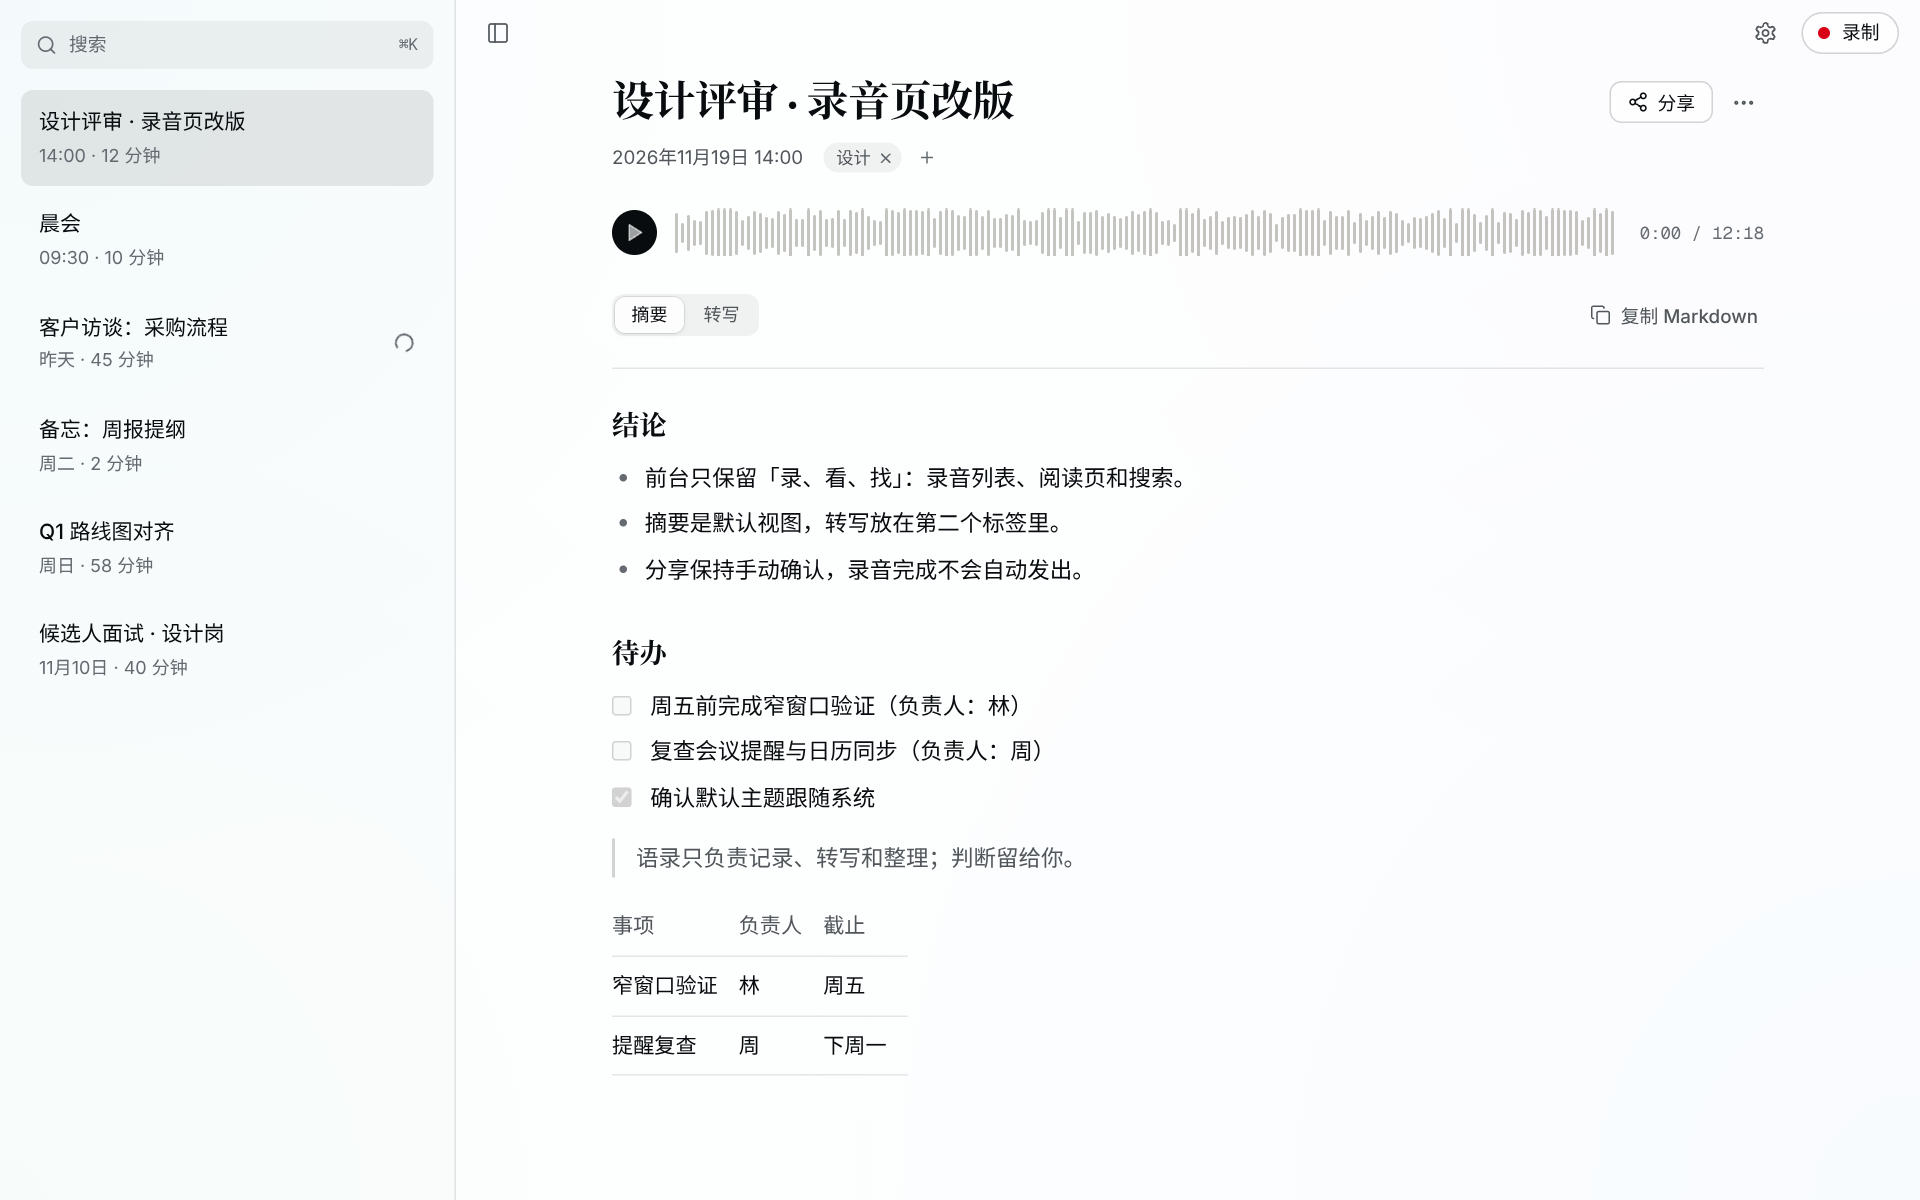 搜索 ⌘K
设计评审 · 录音页改版
14:00 · 12 分钟
晨会
09:30 · 10 分钟
客户访谈：采购流程
昨天 · 45 分钟
备忘：周报提纲
周二 · 2 分钟
Q1 路线图对齐
周日 · 58 分钟
候选人面试 · 设计岗
11月10日 · 40 分钟
录制
设计评审 · 录音页改版
分享
2026年11月19日 14:00 设计
0:00 / 12:18
摘要 转写
复制 Markdown
结论
前台只保留「录、看、找」：录音列表、阅读页和搜索。
摘要是默认视图，转写放在第二个标签里。
分享保持手动确认，录音完成不会自动发出。
待办
周五前完成窄窗口验证（负责人：林）
复查会议提醒与日历同步（负责人：周）
确认默认主题跟随系统
语录只负责记录、转写和整理；判断留给你。
事项 负责人 截止
窄窗口验证 林 周五
提醒复查 周 下周一